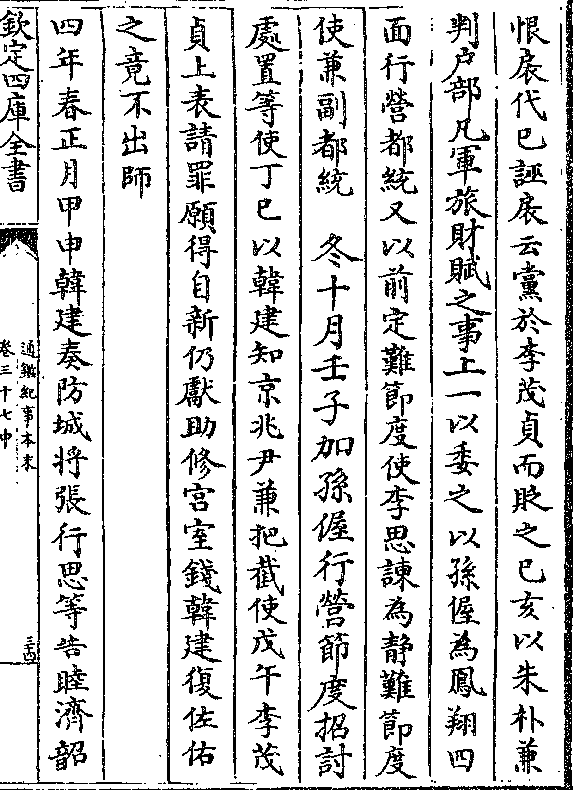 恨扆代已誣扆云黨於李茂貞而貶之已亥以朱朴兼
判户部凡軍旅財賦之事上一以委之以孫偓為鳳翔四
面行營都統又以前定難節度使李思諫為静難節度
使兼副都統　冬十月壬子加孫偓行營節度招討
處置等使丁巳以韓建知京兆尹兼把截使戊午李茂
貞上表請罪願得自新仍獻助修宫室錢韓建復佐佑
之竟不出師
四年春正月甲申韓建奏防城將張行思等告睦濟韶
欽定四庫全書
通鑑紀事本末
卷三十七中
三四